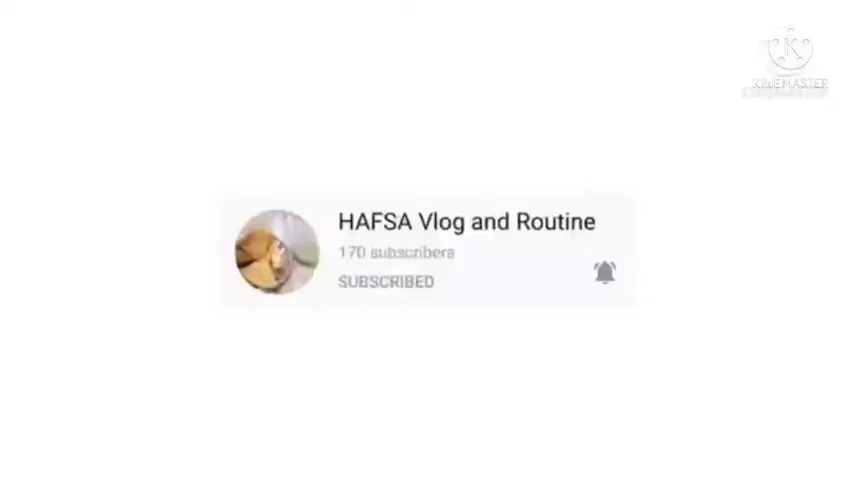 KINEMASTER
HAFSA Vlog and Routine
170 subscribers
SUBSCRIBED